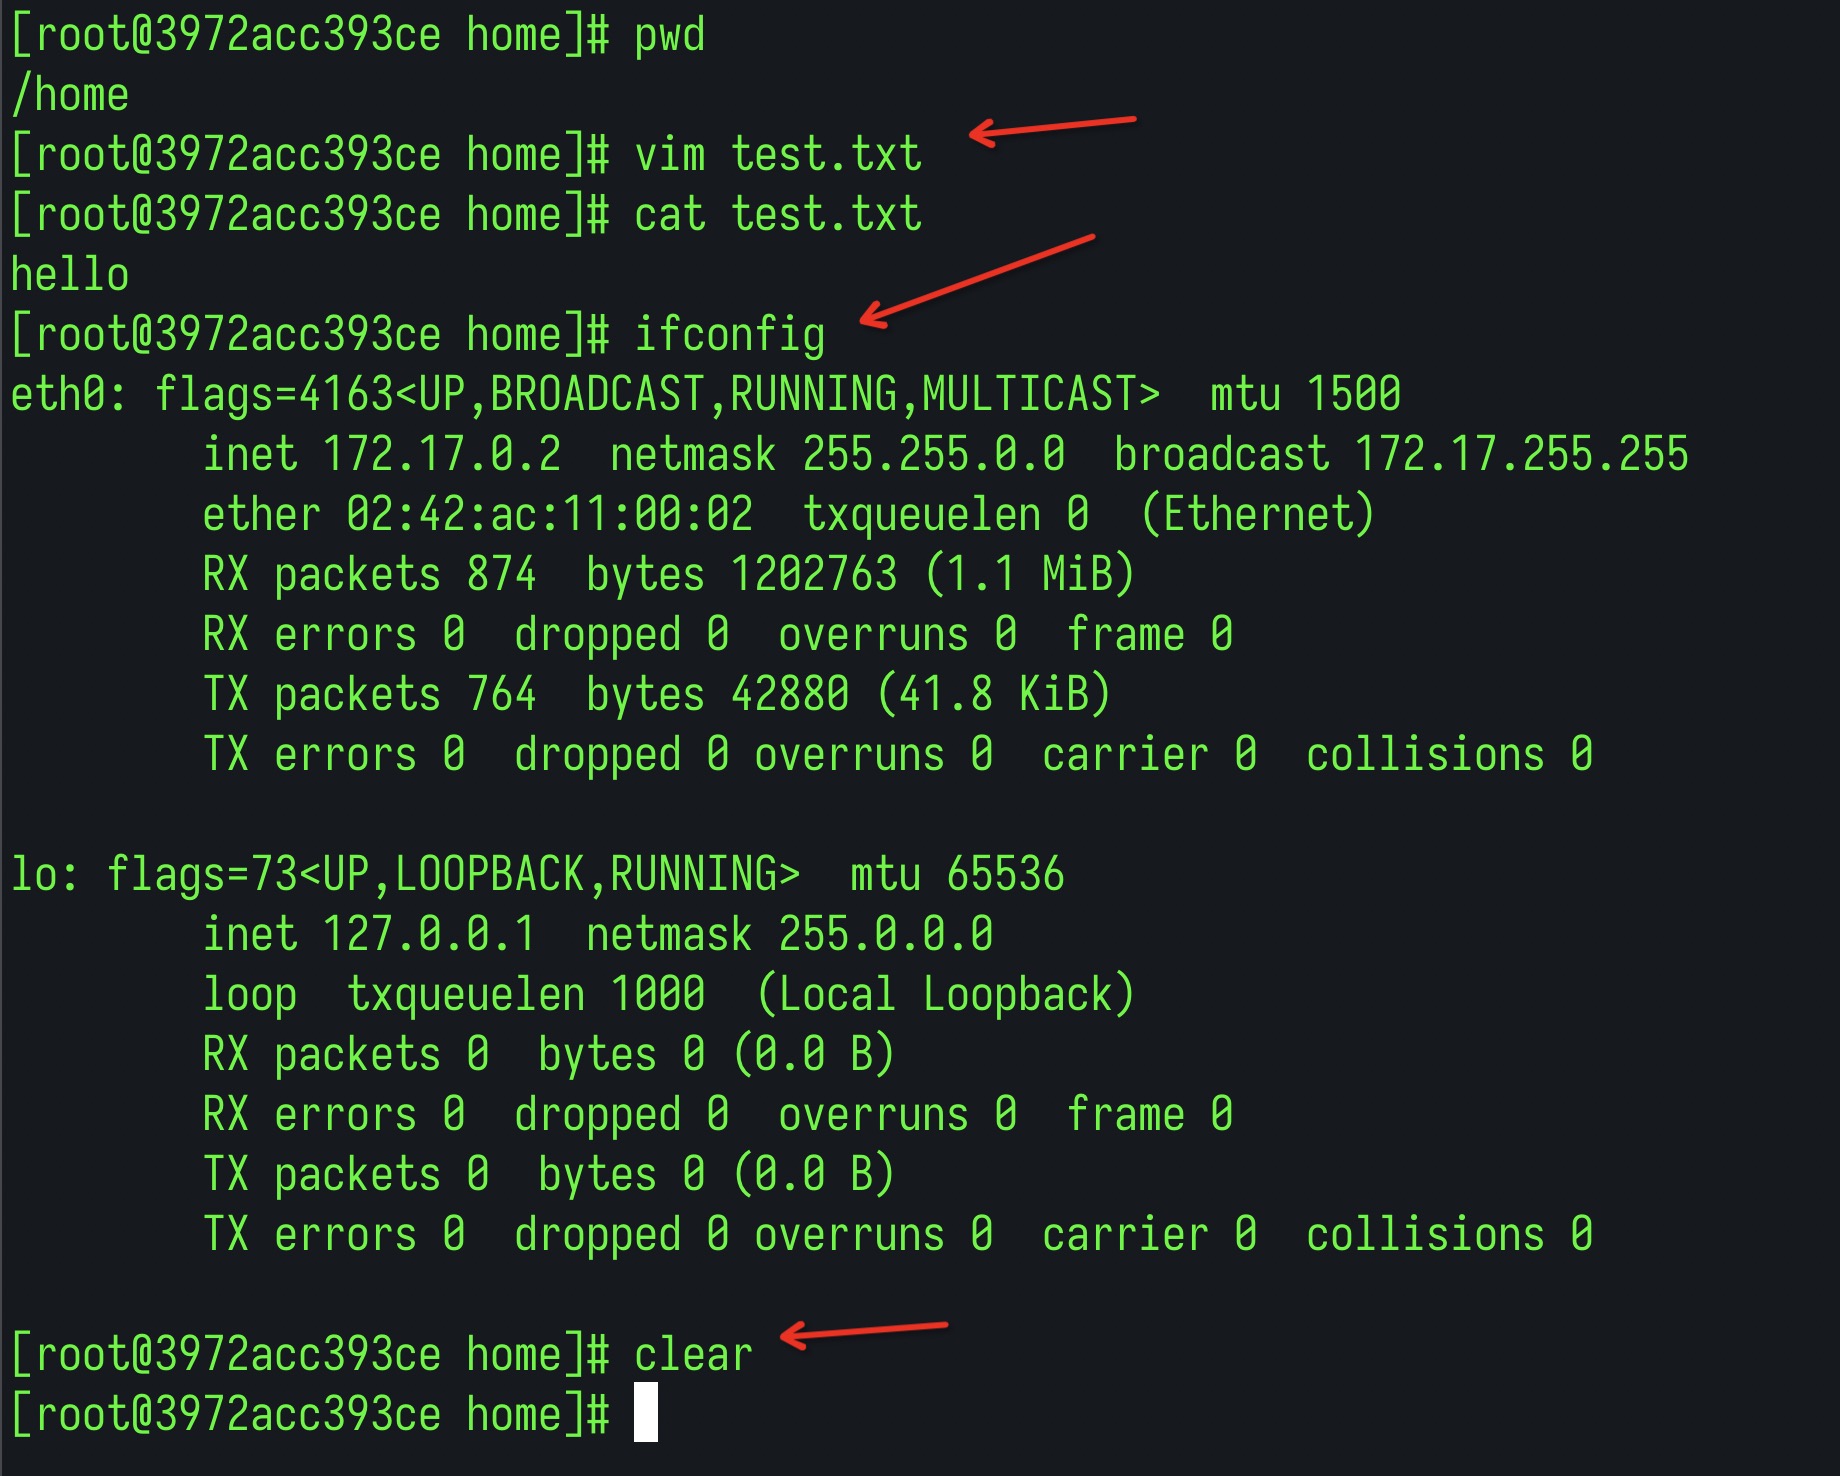 [root@3972acc393ce home]# pwd
/home
[root@3972acc393ce home]# vim test.txt
[root@3972acc393ce home]# cat test.txt
hello
[root@3972acc393ce home]# ifconfig
eth0: flags=4163<UP,BROADCAST,RUNNING,MULTICAST>  mtu 1500
        inet 172.17.0.2  netmask 255.255.0.0  broadcast 172.17.255.255
        ether 02:42:ac:11:00:02  txqueuelen 0  (Ethernet)
        RX packets 874  bytes 1202763 (1.1 MiB)
        RX errors 0  dropped 0  overruns 0  frame 0
        TX packets 764  bytes 42880 (41.8 KiB)
        TX errors 0  dropped 0 overruns 0  carrier 0  collisions 0

lo: flags=73<UP,LOOPBACK,RUNNING>  mtu 65536
        inet 127.0.0.1  netmask 255.0.0.0
        loop  txqueuelen 1000  (Local Loopback)
        RX packets 0  bytes 0 (0.0 B)
        RX errors 0  dropped 0  overruns 0  frame 0
        TX packets 0  bytes 0 (0.0 B)
        TX errors 0  dropped 0 overruns 0  carrier 0  collisions 0

[root@3972acc393ce home]# clear
[root@3972acc393ce home]#